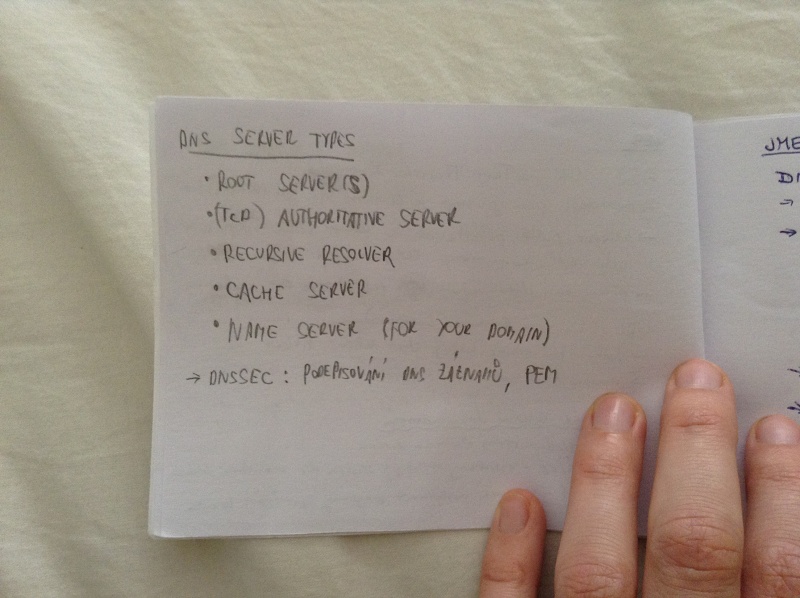 DNS SERVER TYPES
• ROOT SERVER(S)
• (TLD) AUTHORITATIVE SERVER
• RECURSIVE RESOLVER
• CACHE SERVER
• NAME SERVER (FOR YOUR DOMAIN)
→ DNSSEC : PODEPISOVÁNÍ DNS ZÁZNAMŮ, PEM
JME